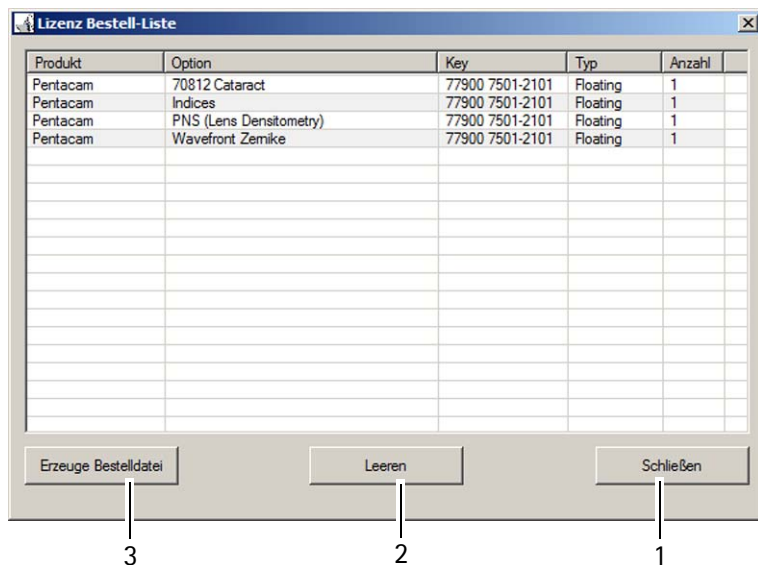 Lizenz Bestell-Liste
Produkt Option Key Typ Anzahl
Pentacam 70812 Cataract 77900 7501-2101 Floating 1
Pentacam Indices 77900 7501-2101 Floating 1
Pentacam PNS (Lens Densitometry) 77900 7501-2101 Floating 1
Pentacam Wavefront Zernike 77900 7501-2101 Floating 1
Erzeuge Bestelldatei Leeren Schließen
3 2 1